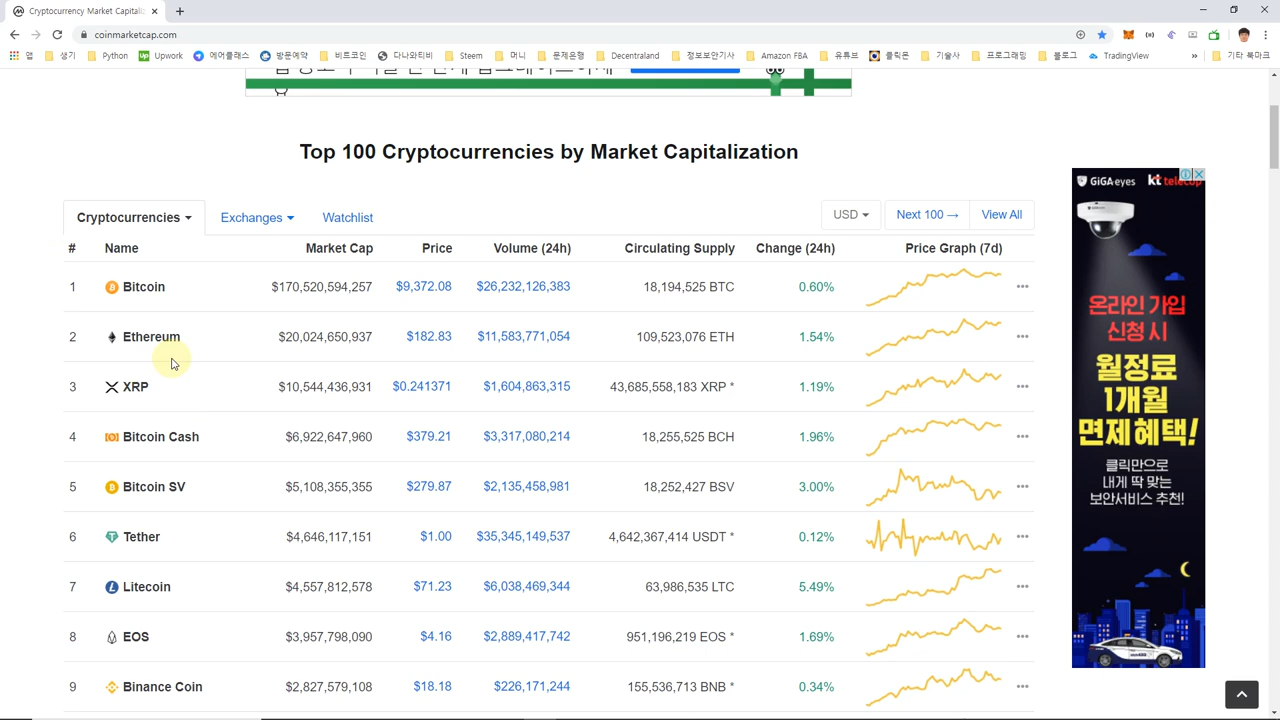 Cryptocurrency Market Capitaliz
coinmarketcap.com
앱 생기 Python Upwork 에어클래스 방문예약 비트코인 다나와티비 Steem 머니 문제은행 Decentraland 정보보안기사 Amazon FBA 유튜브 클릭몬 기술사 프로그래밍 블로그 TradingView » 기타 북마크
Top 100 Cryptocurrencies by Market Capitalization
Cryptocurrencies Exchanges Watchlist USD Next 100 → View All
# Name Market Cap Price Volume (24h) Circulating Supply Change (24h) Price Graph (7d)
1 Bitcoin $170,520,594,257 $9,372.08 $26,232,126,383 18,194,525 BTC 0.60%
2 Ethereum $20,024,650,937 $182.83 $11,583,771,054 109,523,076 ETH 1.54%
3 XRP $10,544,436,931 $0.241371 $1,604,863,315 43,685,558,183 XRP * 1.19%
4 Bitcoin Cash $6,922,647,960 $379.21 $3,317,080,214 18,255,525 BCH 1.96%
5 Bitcoin SV $5,108,355,355 $279.87 $2,135,458,981 18,252,427 BSV 3.00%
6 Tether $4,646,117,151 $1.00 $35,345,149,537 4,642,367,414 USDT * 0.12%
7 Litecoin $4,557,812,578 $71.23 $6,038,469,344 63,986,535 LTC 5.49%
8 EOS $3,957,798,090 $4.16 $2,889,417,742 951,196,219 EOS * 1.69%
9 Binance Coin $2,827,579,108 $18.18 $226,171,244 155,536,713 BNB * 0.34%
GiGAeyes kt telecop
온라인 가입
신청 시
월정료
1개월
면제혜택!
클릭만으로
내게 딱 맞는
보안서비스 추천!